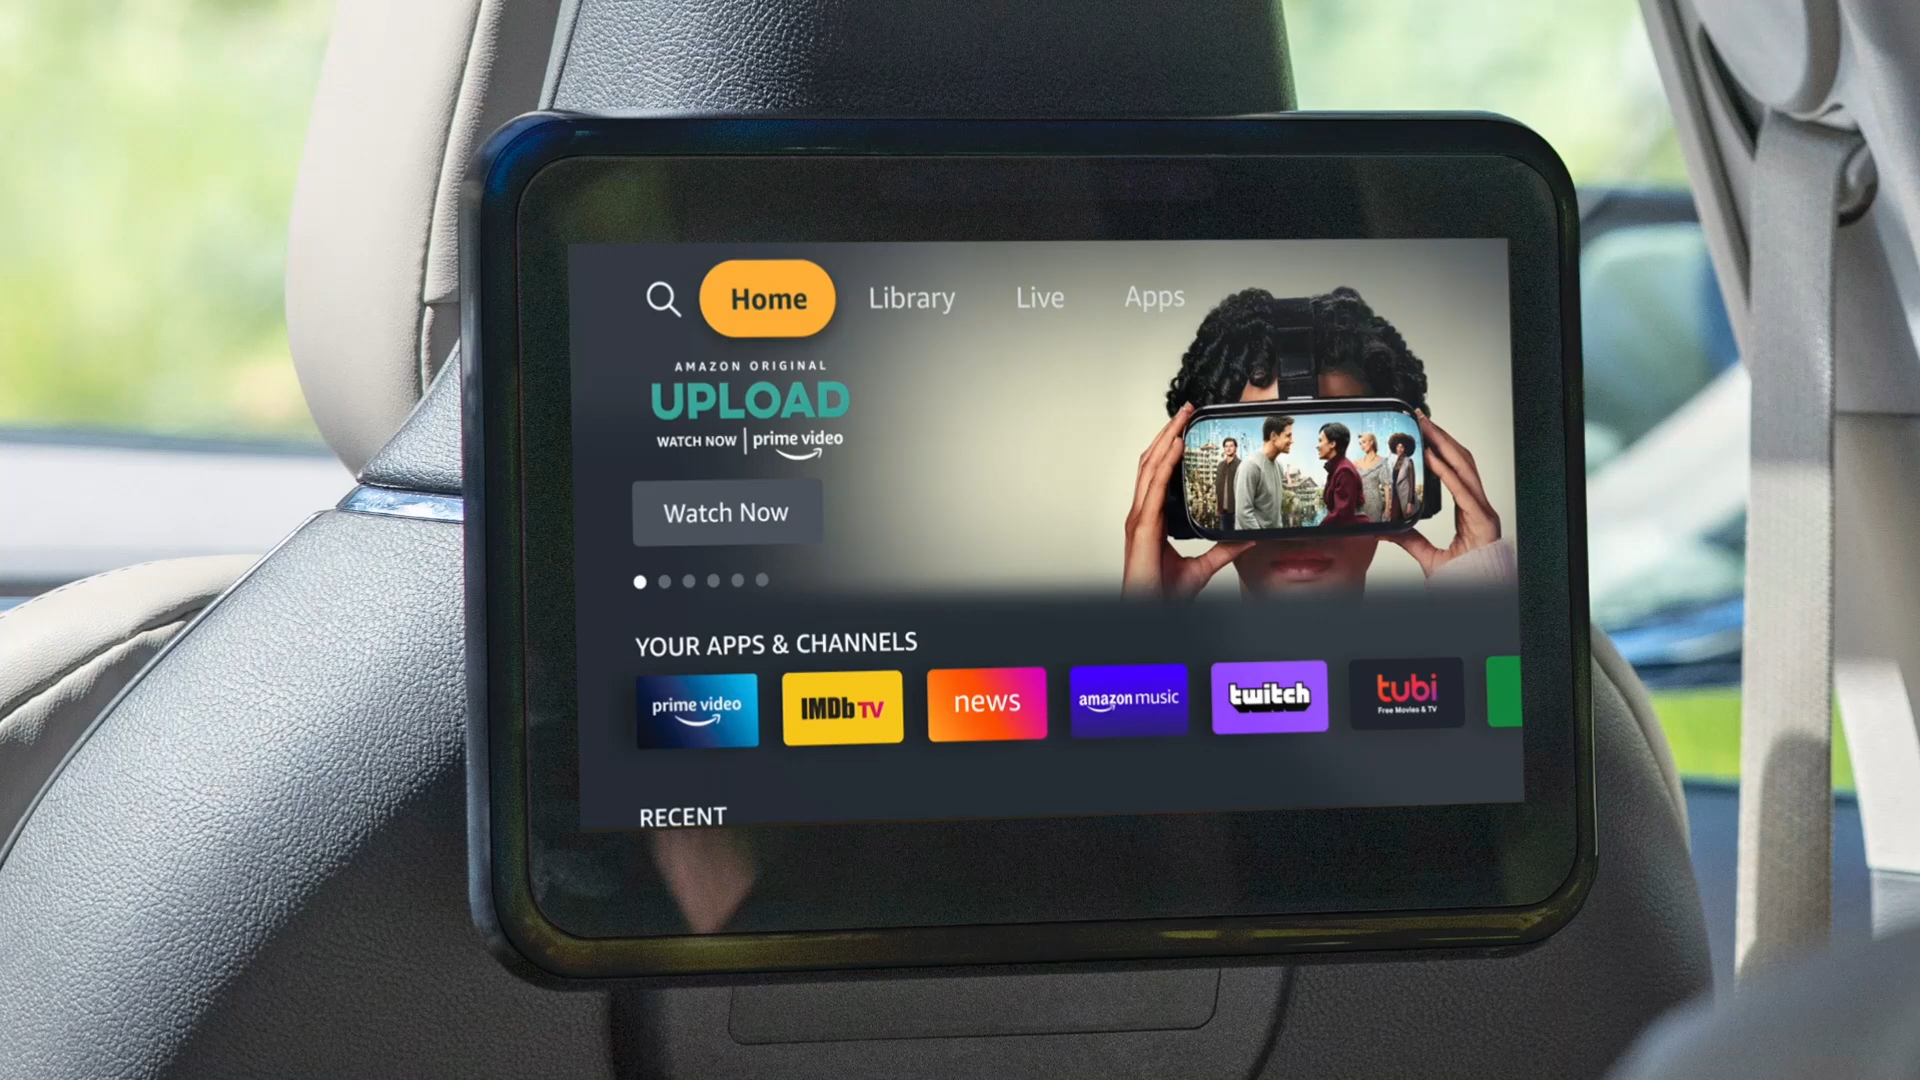 Home Library Live Apps
AMAZON ORIGINAL
UPLOAD
WATCH NOW | prime video
Watch Now
YOUR APPS & CHANNELS
prime video
IMDb TV
news
amazon music
twitch
tubi
Free Movies & TV
RECENT